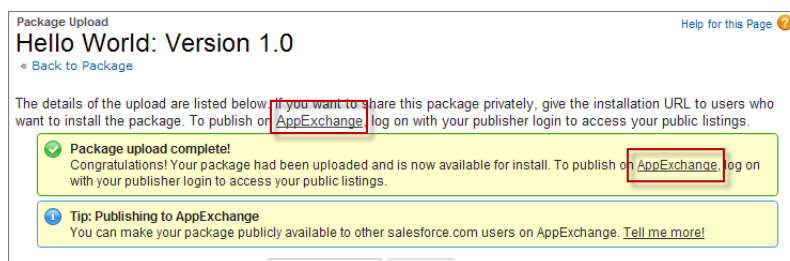 Package Upload
Help for this Page
Hello World: Version 1.0
« Back to Package
The details of the upload are listed below. If you want to share this package privately, give the installation URL to users who
want to install the package. To publish on AppExchange, log on with your publisher login to access your public listings.
Package upload complete!
Congratulations! Your package had been uploaded and is now available for install. To publish on AppExchange, log on
with your publisher login to access your public listings.
Tip: Publishing to AppExchange
You can make your package publicly available to other salesforce.com users on AppExchange. Tell me more!